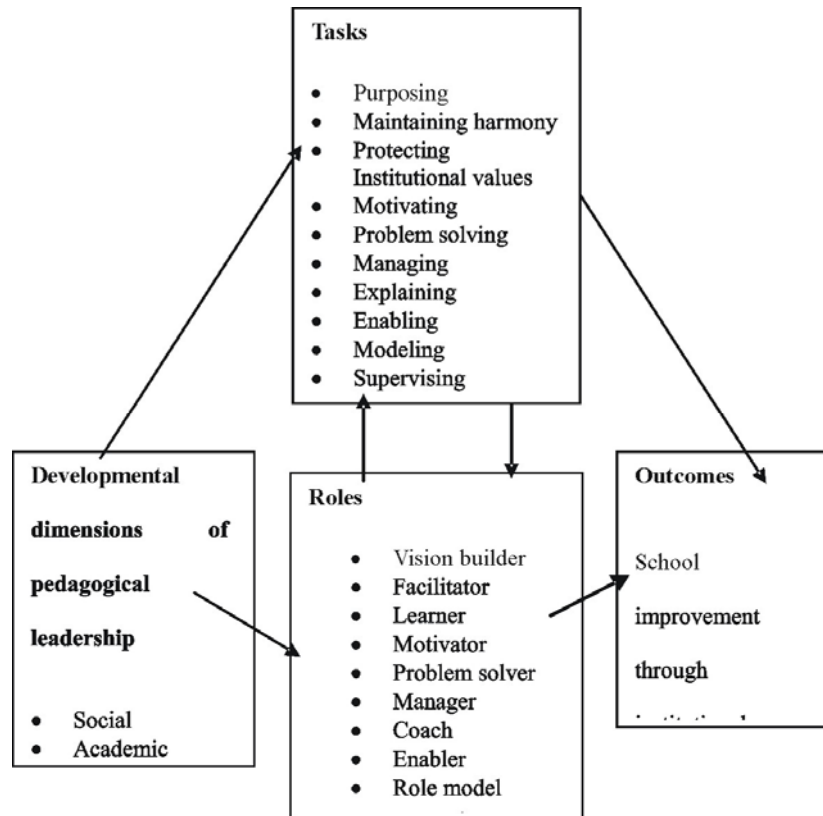 Tasks
• Purposing
• Maintaining harmony
• Protecting
Institutional values
• Motivating
• Problem solving
• Managing
• Explaining
• Enabling
• Modeling
• Supervising
Developmental
dimensions of
pedagogical
leadership
• Social
• Academic
Roles
• Vision builder
• Facilitator
• Learner
• Motivator
• Problem solver
• Manager
• Coach
• Enabler
• Role model
Outcomes
School
improvement
through